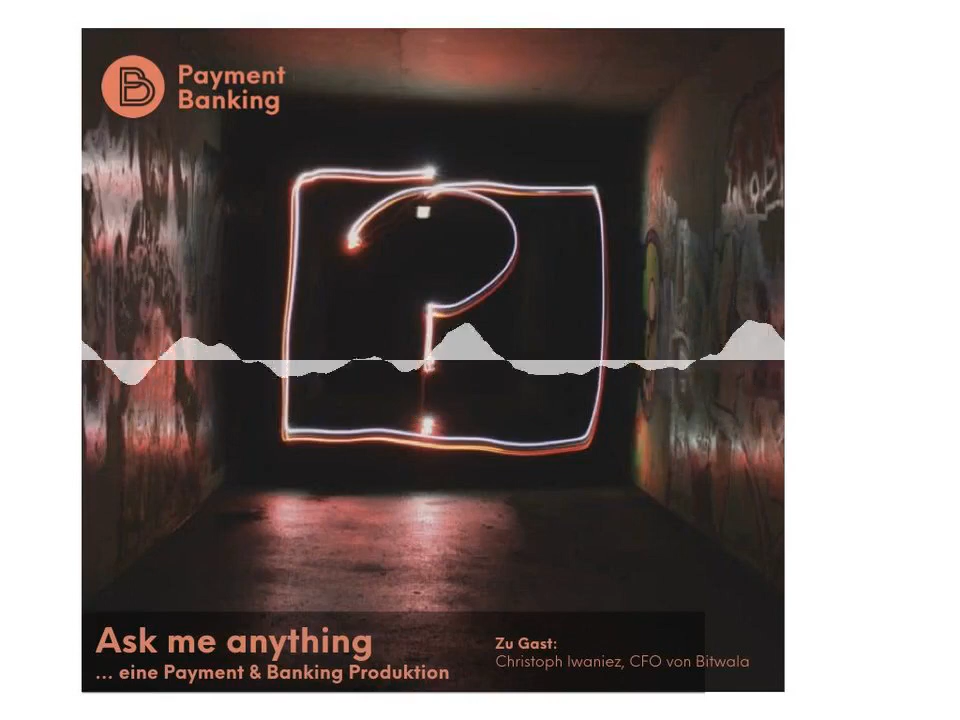 Payment
Banking
Ask me anything
... eine Payment & Banking Produktion
Zu Gast:
Christoph Iwaniez, CFO von Bitwala